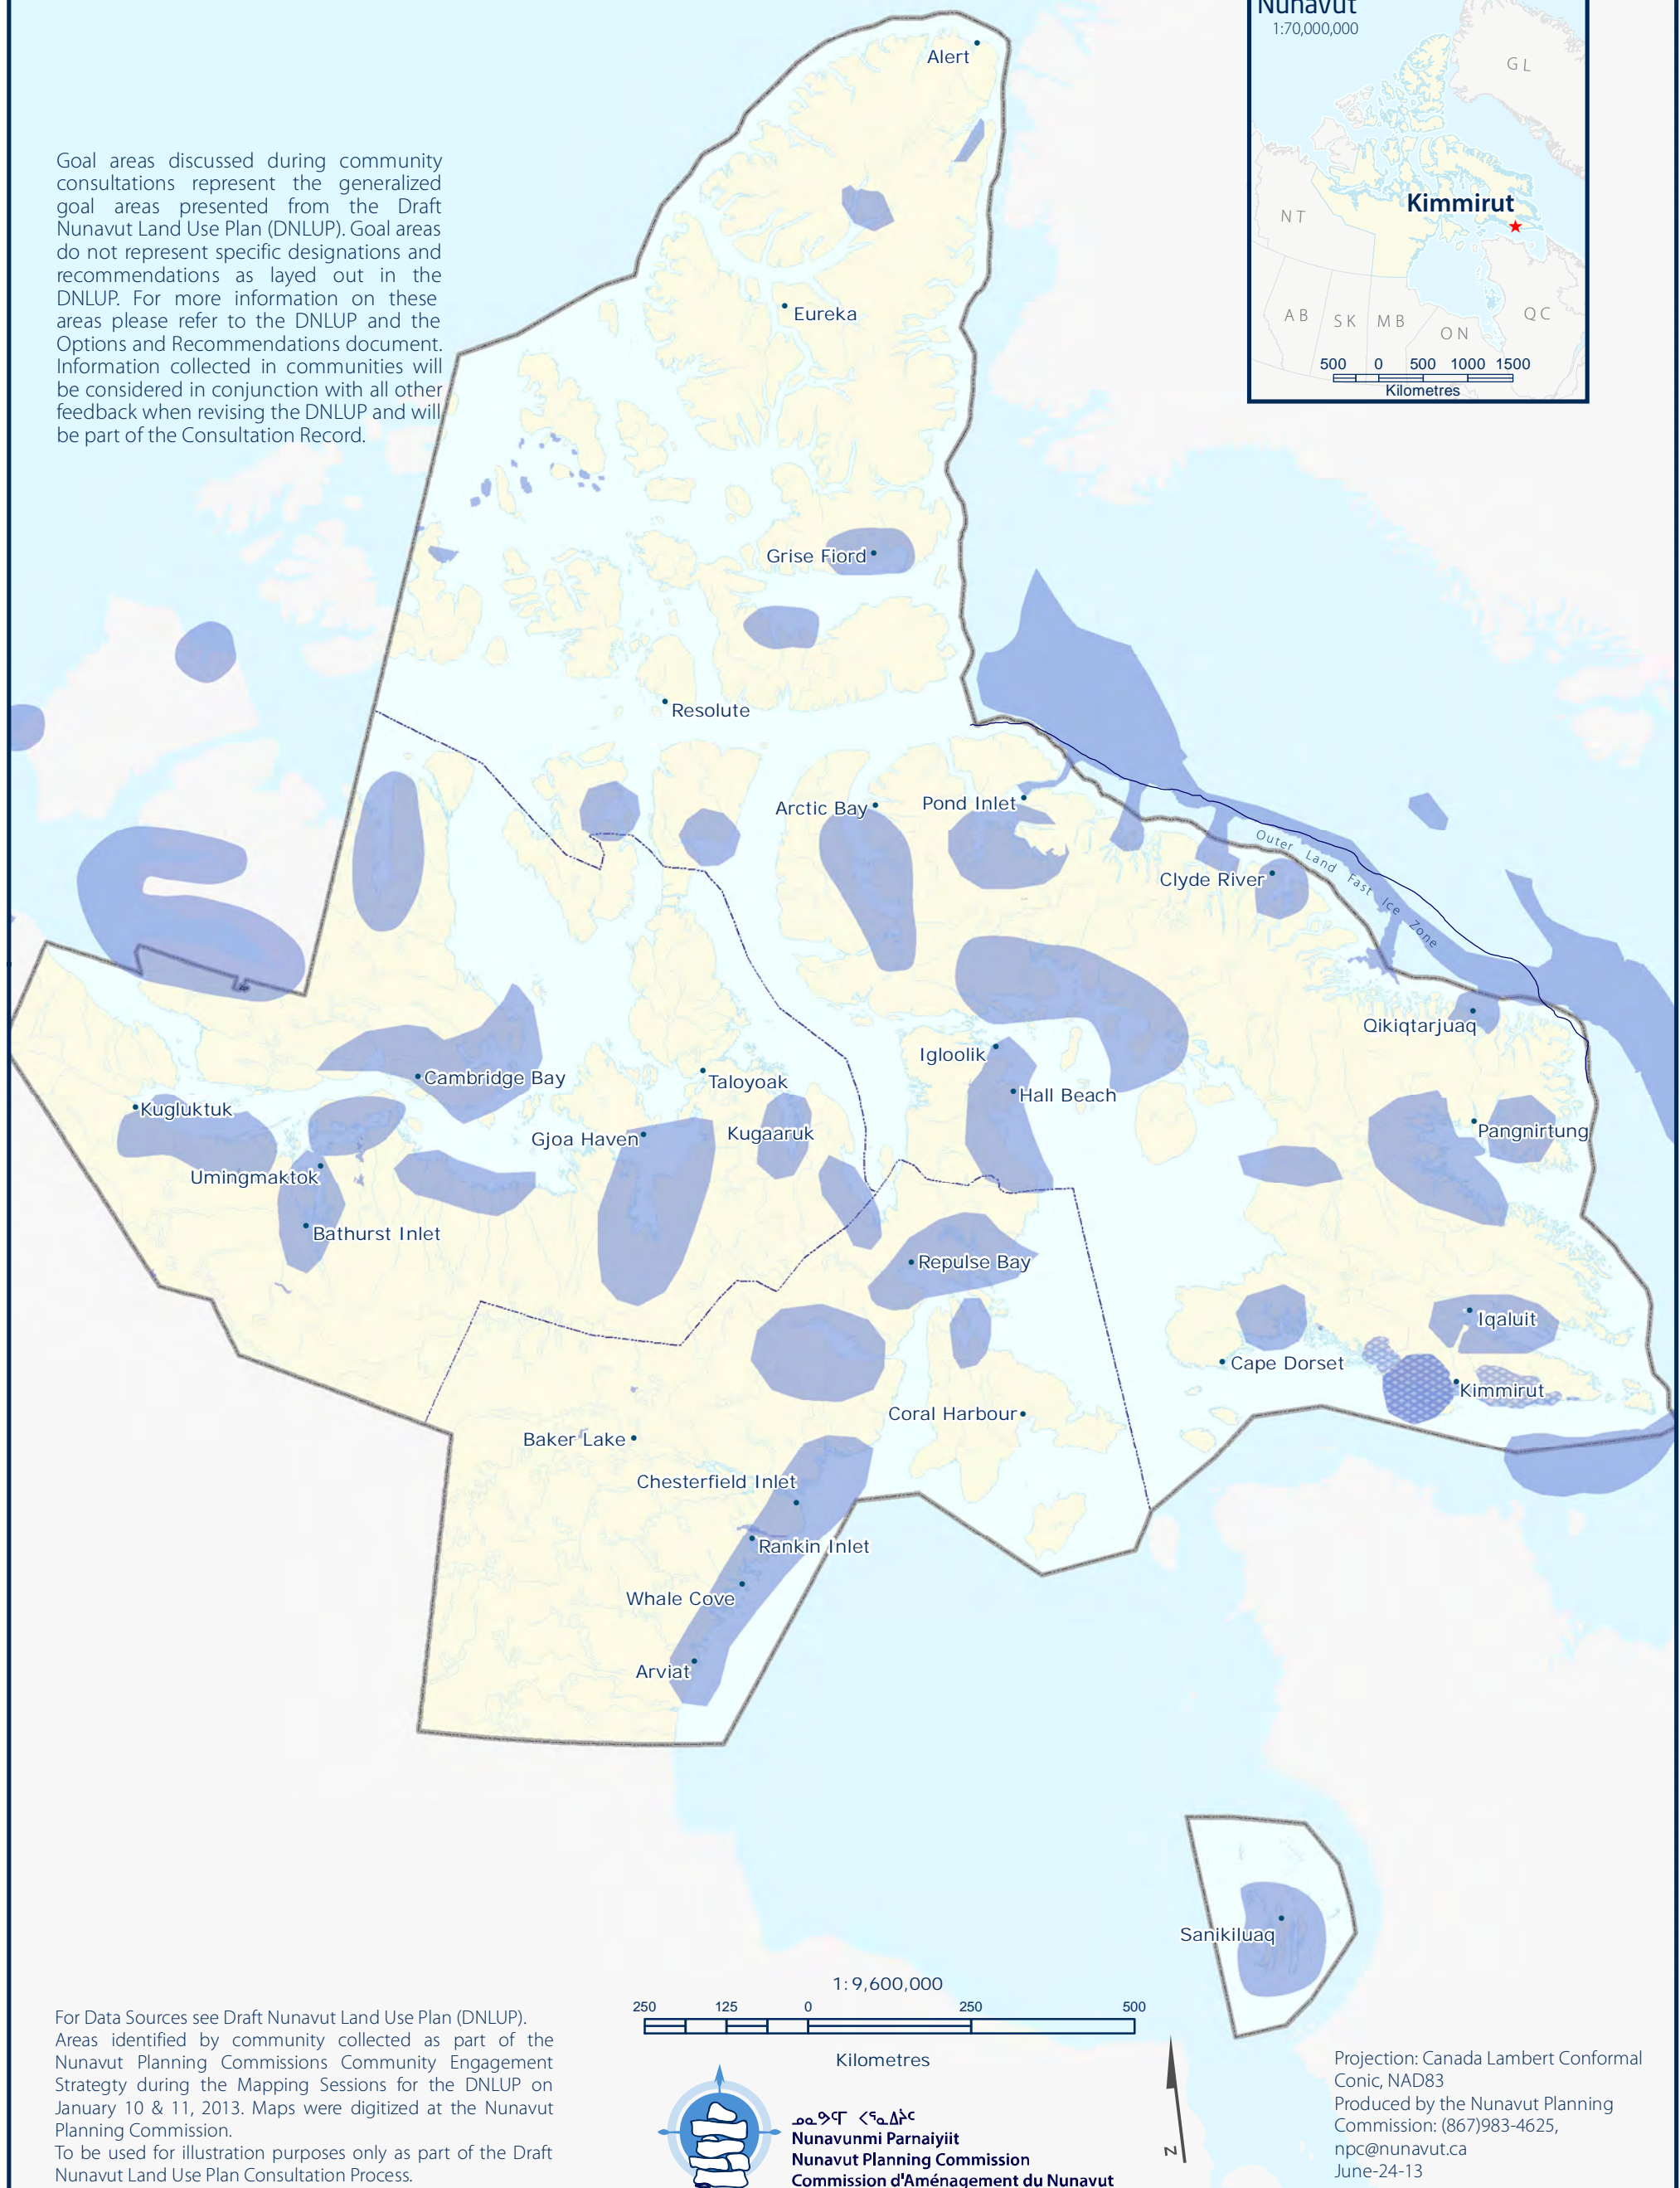 Nunavut
1:70,000,000
GL
NT
Kimmirut
AB
SK
MB
ON
QC
500 0 500 1000 1500
Kilometres
Goal areas discussed during community
consultations represent the generalized
goal areas presented from the Draft
Nunavut Land Use Plan (DNLUP). Goal areas
do not represent specific designations and
recommendations as layed out in the
DNLUP. For more information on these
areas please refer to the DNLUP and the
Options and Recommendations document.
Information collected in communities will
be considered in conjunction with all other
feedback when revising the DNLUP and will
be part of the Consultation Record.
Alert
Eureka
Grise Fiord
Resolute
Arctic Bay
Pond Inlet
Outer Land Fast Ice Zone
Clyde River
Qikiqtarjuaq
Igloolik
Cambridge Bay
Taloyoak
Hall Beach
Kugluktuk
Gjoa Haven
Kugaaruk
Pangnirtung
Umingmaktok
Bathurst Inlet
Repulse Bay
Iqaluit
Cape Dorset
Kimmirut
Coral Harbour
Baker Lake
Chesterfield Inlet
Rankin Inlet
Whale Cove
Arviat
Sanikiluaq
1:9,600,000
250 125 0 250 500
Kilometres
For Data Sources see Draft Nunavut Land Use Plan (DNLUP).
Areas identified by community collected as part of the
Nunavut Planning Commissions Community Engagement
Strategty during the Mapping Sessions for the DNLUP on
January 10 & 11, 2013. Maps were digitized at the Nunavut
Planning Commission.
To be used for illustration purposes only as part of the Draft
Nunavut Land Use Plan Consultation Process.
ᓄᓇᕗᒻᒥ ᐸᕐᓇᐃᔩᑦ
Nunavunmi Parnaiyiit
Nunavut Planning Commission
Commission d'Aménagement du Nunavut
N
Projection: Canada Lambert Conformal
Conic, NAD83
Produced by the Nunavut Planning
Commission: (867)983-4625,
npc@nunavut.ca
June-24-13